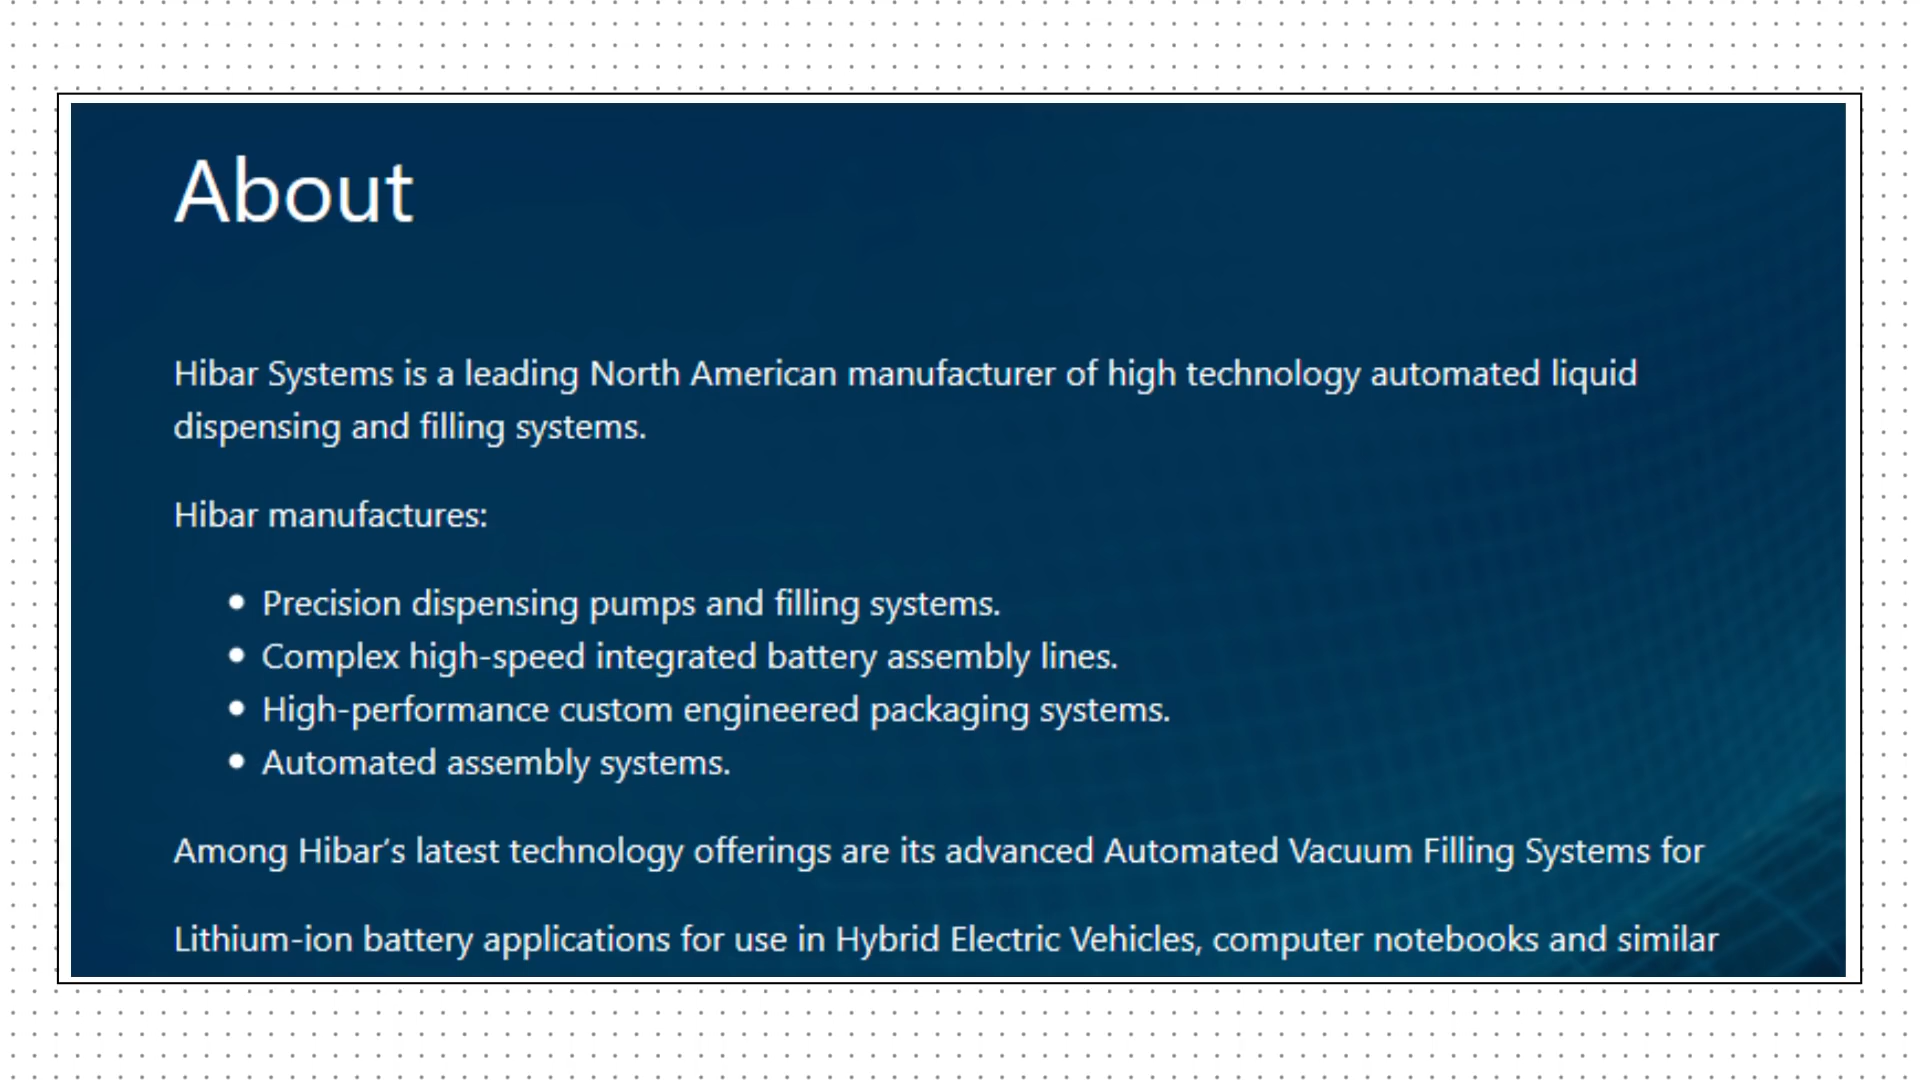 About
Hibar Systems is a leading North American manufacturer of high technology automated liquid
dispensing and filling systems.
Hibar manufactures:
• Precision dispensing pumps and filling systems.
• Complex high-speed integrated battery assembly lines.
• High-performance custom engineered packaging systems.
• Automated assembly systems.
Among Hibar’s latest technology offerings are its advanced Automated Vacuum Filling Systems for
Lithium-ion battery applications for use in Hybrid Electric Vehicles, computer notebooks and similar